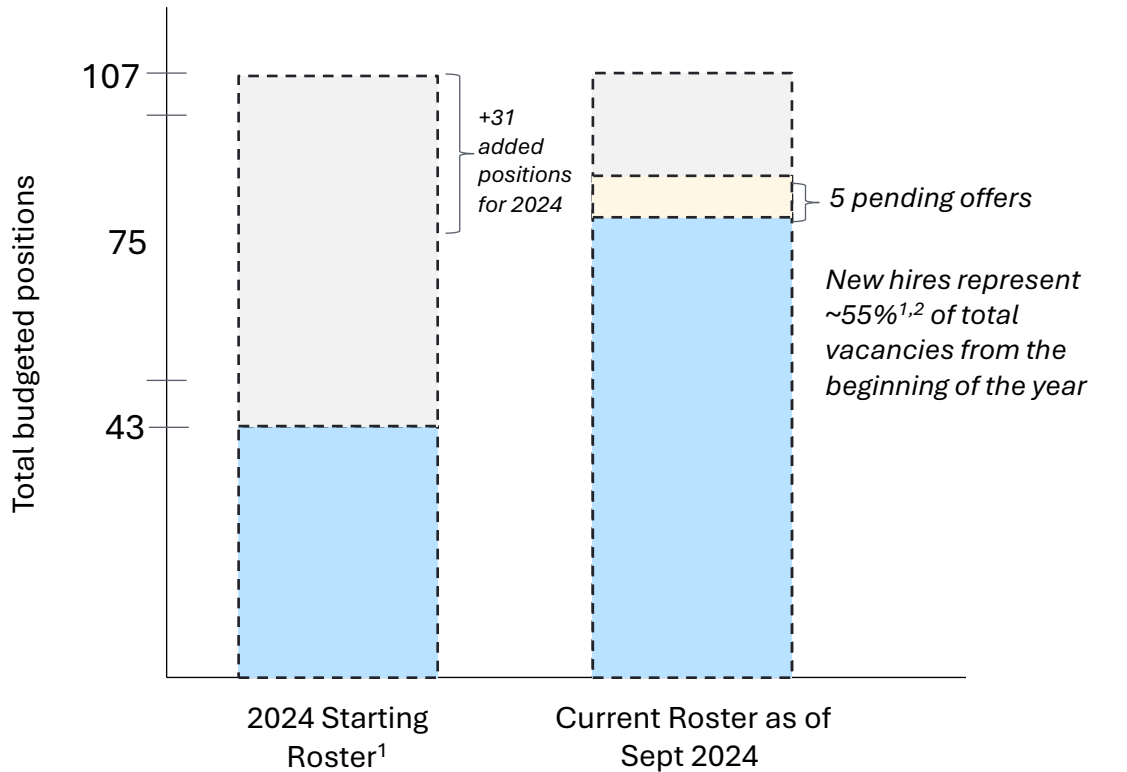 Total budgeted positions
107
75
43
+31
added
positions
for 2024
5 pending offers
New hires represent
~55%¹,² of total
vacancies from the
beginning of the year
2024 Starting
Roster¹
Current Roster as of
Sept 2024